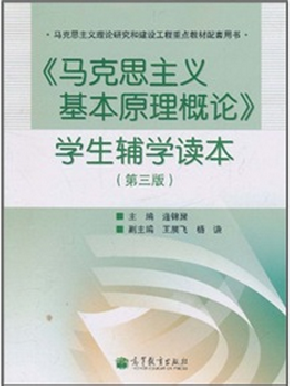 ·马克思主义理论研究和建设工程重点教材配套用书·
《马克思主义
基本原理概论》
学生辅学读本
(第三版)
主编 逄锦聚
副主编 王晨飞 杨谦
高等教育出版社